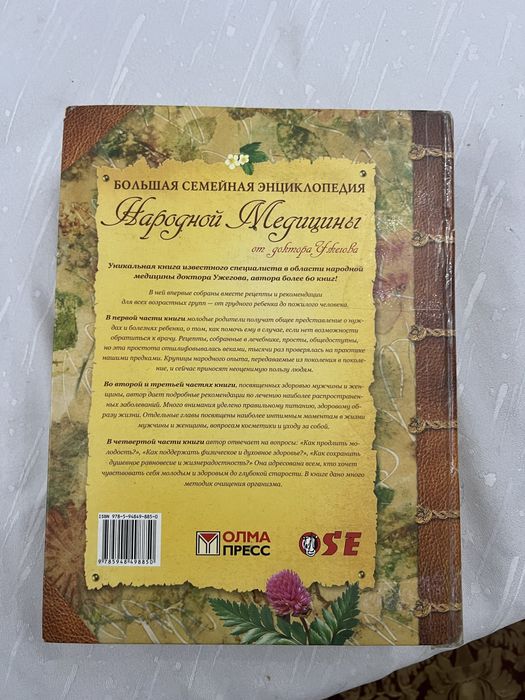 БОЛЬШАЯ СЕМЕЙНАЯ ЭНЦИКЛОПЕДИЯ
Народной Медицины
от доктора Ужегова
Уникальная книга известного специалиста в области народной
медицины доктора Ужегова, автора более 60 книг!
В ней впервые собраны вместе рецепты и рекомендации
для всех возрастных групп — от грудного ребенка до пожилого человека.
В первой части книги молодые родители получат общее представление о нуж-
дах и болезнях ребенка, о том, как помочь ему в случае, если нет возможности
обратиться к врачу. Рецепты, собранные в лечебнике, просты, общедоступны,
но эта простота отшлифовывалась веками, тысячи раз проверялась на практике
нашими предками. Крупицы народного опыта, передаваемые из поколения в поколе-
ние, и сейчас приносят неоценимую пользу людям.
Во второй и третьей частях книги, посвященных здоровью мужчины и жен-
щины, автор дает подробные рекомендации по лечению наиболее распространен-
ных заболеваний. Много внимания уделено правильному питанию, здоровому об-
разу жизни. Отдельные главы посвящены наиболее интимным моментам в жизни
мужчины и женщины, вопросам косметики и ухода за собой.
В четвертой части книги автор отвечает на вопросы: «Как продлить мо-
лодость?», «Как поддержать физическое и духовное здоровье?», «Как сохранить
душевное равновесие и жизнерадостность?» Она адресована всем, кто хочет
чувствовать себя молодым и здоровым до глубокой старости. В книге дано много
методик очищения организма.
ISBN 978-5-94849-885-0
9785948498850
ОЛМА
ПРЕСС
OSE